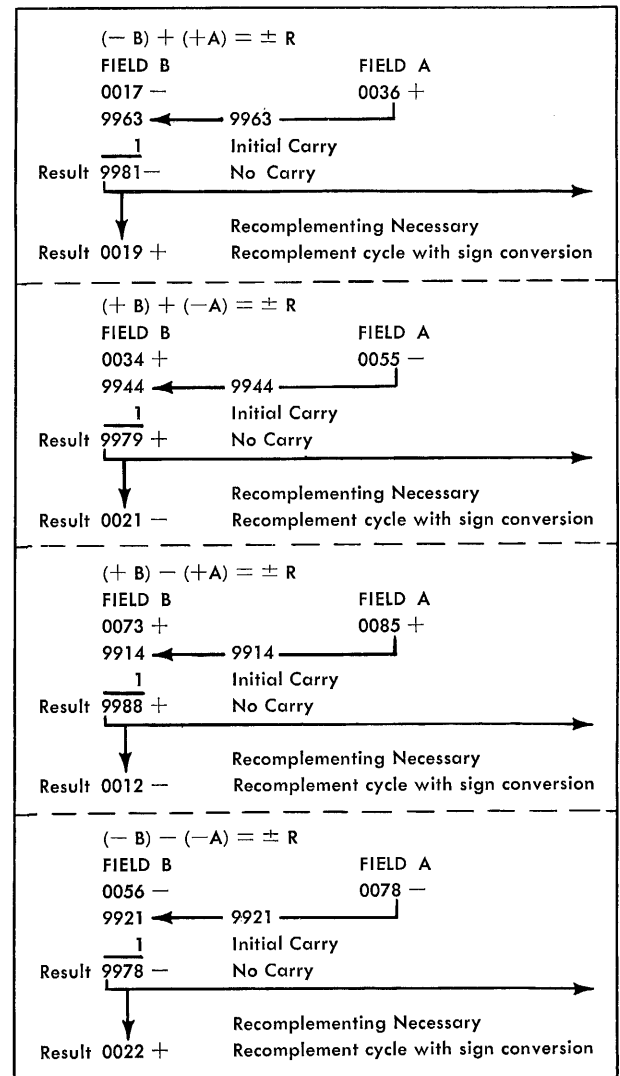 (− B) + (+A) = ± R
FIELD B FIELD A
0017 − 0036 +
9963 9963
1 Initial Carry
Result 9981 − No Carry
Recomplementing Necessary
Result 0019 + Recomplement cycle with sign conversion
(+ B) + (−A) = ± R
FIELD B FIELD A
0034 + 0055 −
9944 9944
1 Initial Carry
Result 9979 + No Carry
Recomplementing Necessary
Result 0021 − Recomplement cycle with sign conversion
(+ B) − (+A) = ± R
FIELD B FIELD A
0073 + 0085 +
9914 9914
1 Initial Carry
Result 9988 + No Carry
Recomplementing Necessary
Result 0012 − Recomplement cycle with sign conversion
(− B) − (−A) = ± R
FIELD B FIELD A
0056 − 0078 −
9921 9921
1 Initial Carry
Result 9978 − No Carry
Recomplementing Necessary
Result 0022 + Recomplement cycle with sign conversion